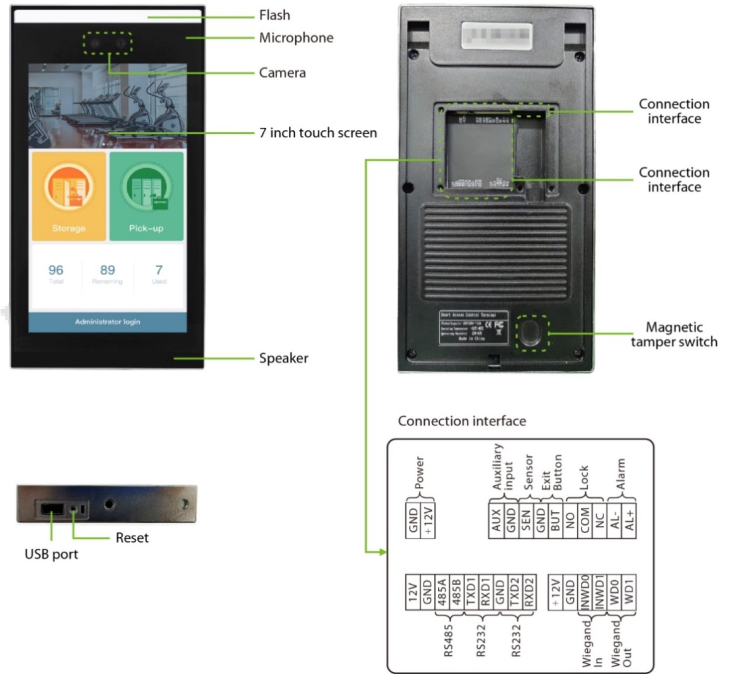 Flash
Microphone
Camera
7 inch touch screen
Storage
Pick-up
96
89
7
Total
Remaining
Used
Administrator login
Speaker
Connection
interface
Connection
interface
Smart Access Control Terminal
Made in China
Magnetic
tamper switch
USB port
Reset
Connection interface
Power
Auxiliary
input
Sensor
Exit
Button
Lock
Alarm
GND
+12V
AUX
GND
SEN
GND
BUT
NO
COM
NC
AL-
AL+
12V
GND
485A
485B
TXD1
RXD1
GND
TXD2
RXD2
+12V
GND
INWD0
INWD1
WD0
WD1
RS485
RS232
RS232
Wiegand
In
Wiegand
Out